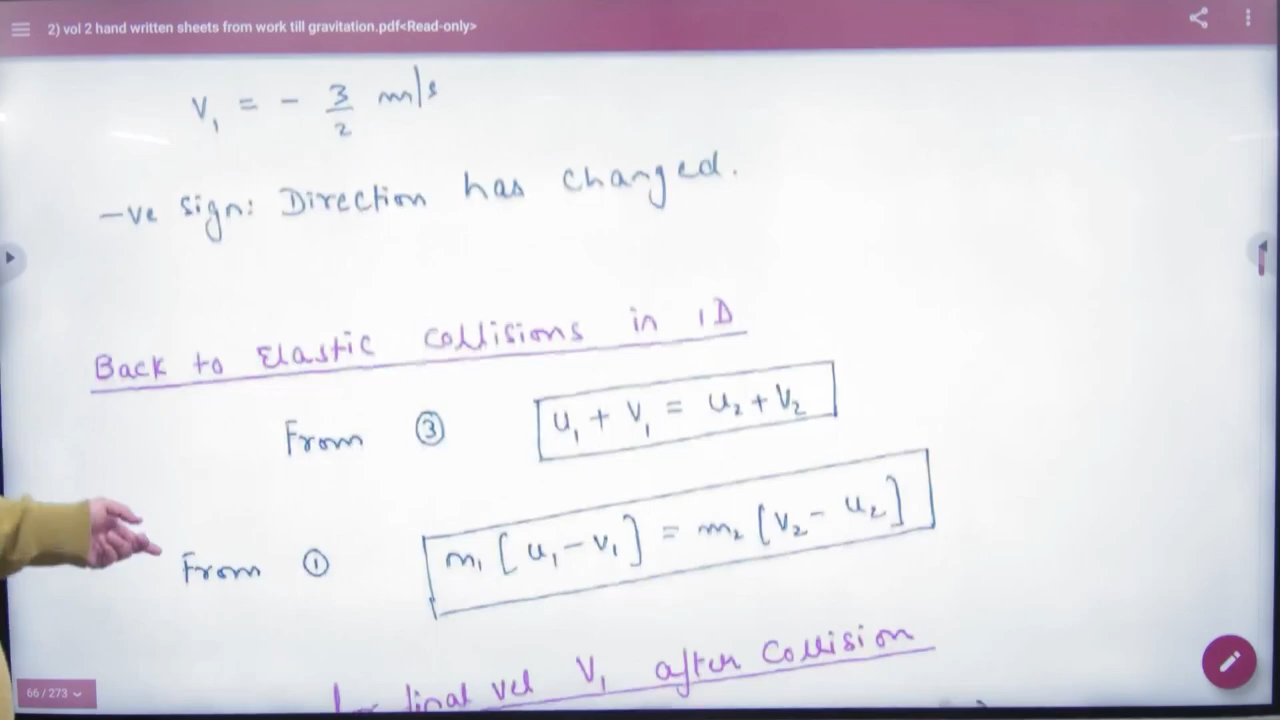 2) vol 2 hand written sheets from work till gravitation.pdf<Read-only>
V₁ = - 3/2 m/s
-ve sign: Direction has changed.
Back to Elastic Collisions in 1D
From ③ u₁ + v₁ = u₂ + v₂
From ① m₁ [u₁ - v₁] = m₂ [v₂ - u₂]
final vel V₁ after Collision
66 / 273